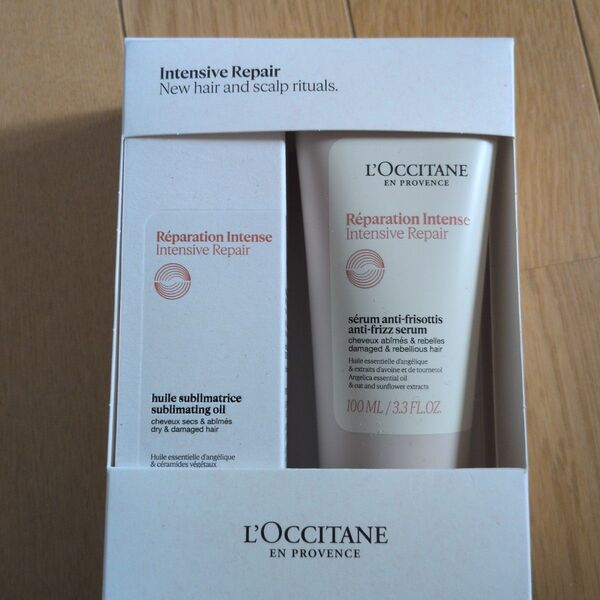 Intensive Repair
New hair and scalp rituals.
Réparation Intense
Intensive Repair
huile sublimatrice
sublimating oil
cheveux secs & abîmés
dry & damaged hair
Huile essentielle d'angélique
& céramides végétaux
L'OCCITANE
EN PROVENCE
Réparation Intense
Intensive Repair
sérum anti-frisottis
anti-frizz serum
cheveux abîmés & rebelles
damaged & rebellious hair
Huile essentielle d'angélique
& extraits d'avoine et de tournesol
Angelica essential oil
& oat and sunflower extracts
100 ML / 3.3 FL.OZ.
L'OCCITANE
EN PROVENCE